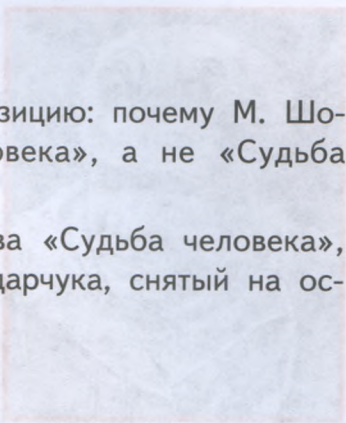 зицию: почему М. Шо-
овека», а не «Судьба
ва «Судьба человека»,
дарчука, снятый на ос-